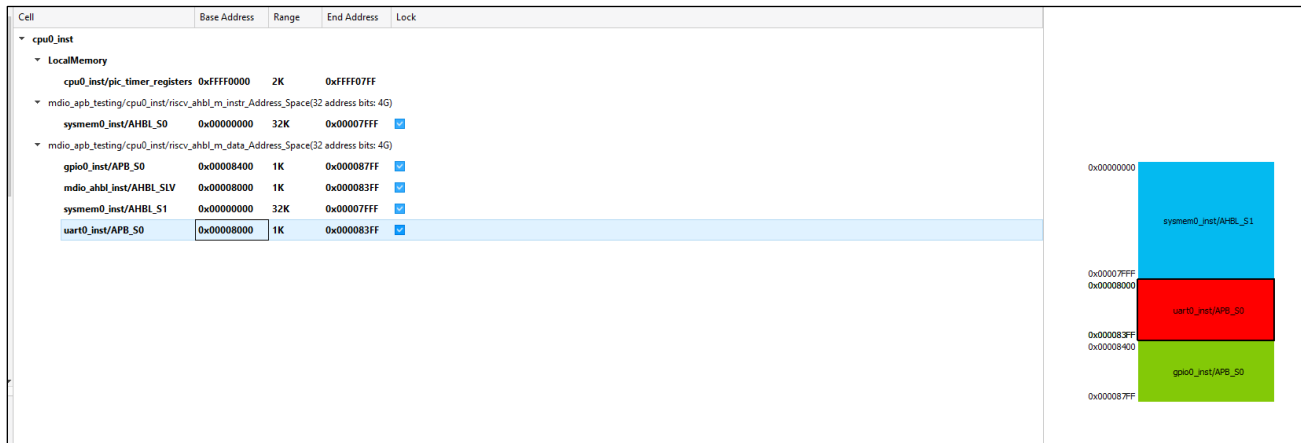 Cell Base Address Range End Address Lock
cpu0_inst
LocalMemory
cpu0_inst/pic_timer_registers 0xFFFF0000 2K 0xFFFF07FF
mdio_apb_testing/cpu0_inst/riscv_ahbl_m_instr_Address_Space(32 address bits: 4G)
sysmem0_inst/AHBL_S0 0x00000000 32K 0x00007FFF
mdio_apb_testing/cpu0_inst/riscv_ahbl_m_data_Address_Space(32 address bits: 4G)
gpio0_inst/APB_S0 0x00008400 1K 0x000087FF
mdio_ahbl_inst/AHBL_SLV 0x00008000 1K 0x000083FF
sysmem0_inst/AHBL_S1 0x00000000 32K 0x00007FFF
uart0_inst/APB_S0 0x00008000 1K 0x000083FF
0x00000000
sysmem0_inst/AHBL_S1
0x00007FFF
0x00008000
uart0_inst/APB_S0
0x000083FF
0x00008400
gpio0_inst/APB_S0
0x000087FF